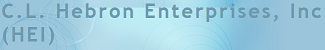 C.L. Hebron Enterprises, Inc
(HEI)